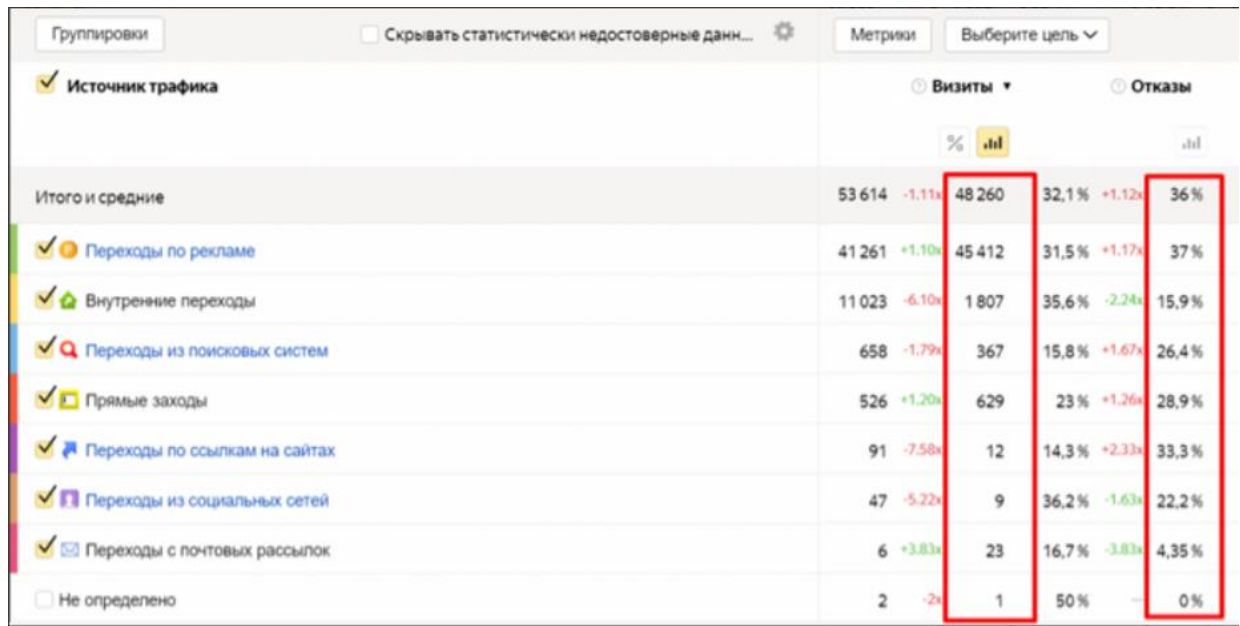 Группировки Скрывать статистически недостоверные данн... Метрики Выберите цель
Источник трафика Визиты ▼ Отказы
%
Итого и средние 53 614 -1.11x 48 260 32,1 % +1.12x 36 %
Переходы по рекламе 41 261 +1.10x 45 412 31,5 % +1.17x 37 %
Внутренние переходы 11 023 -6.10x 1 807 35,6 % -2.24x 15,9 %
Переходы из поисковых систем 658 -1.79x 367 15,8 % +1.67x 26,4 %
Прямые заходы 526 +1.20x 629 23 % +1.26x 28,9 %
Переходы по ссылкам на сайтах 91 -7.58x 12 14,3 % +2.33x 33,3 %
Переходы из социальных сетей 47 -5.22x 9 36,2 % -1.63x 22,2 %
Переходы с почтовых рассылок 6 +3.83x 23 16,7 % -3.83x 4,35 %
Не определено 2 -2x 1 50 % — 0 %